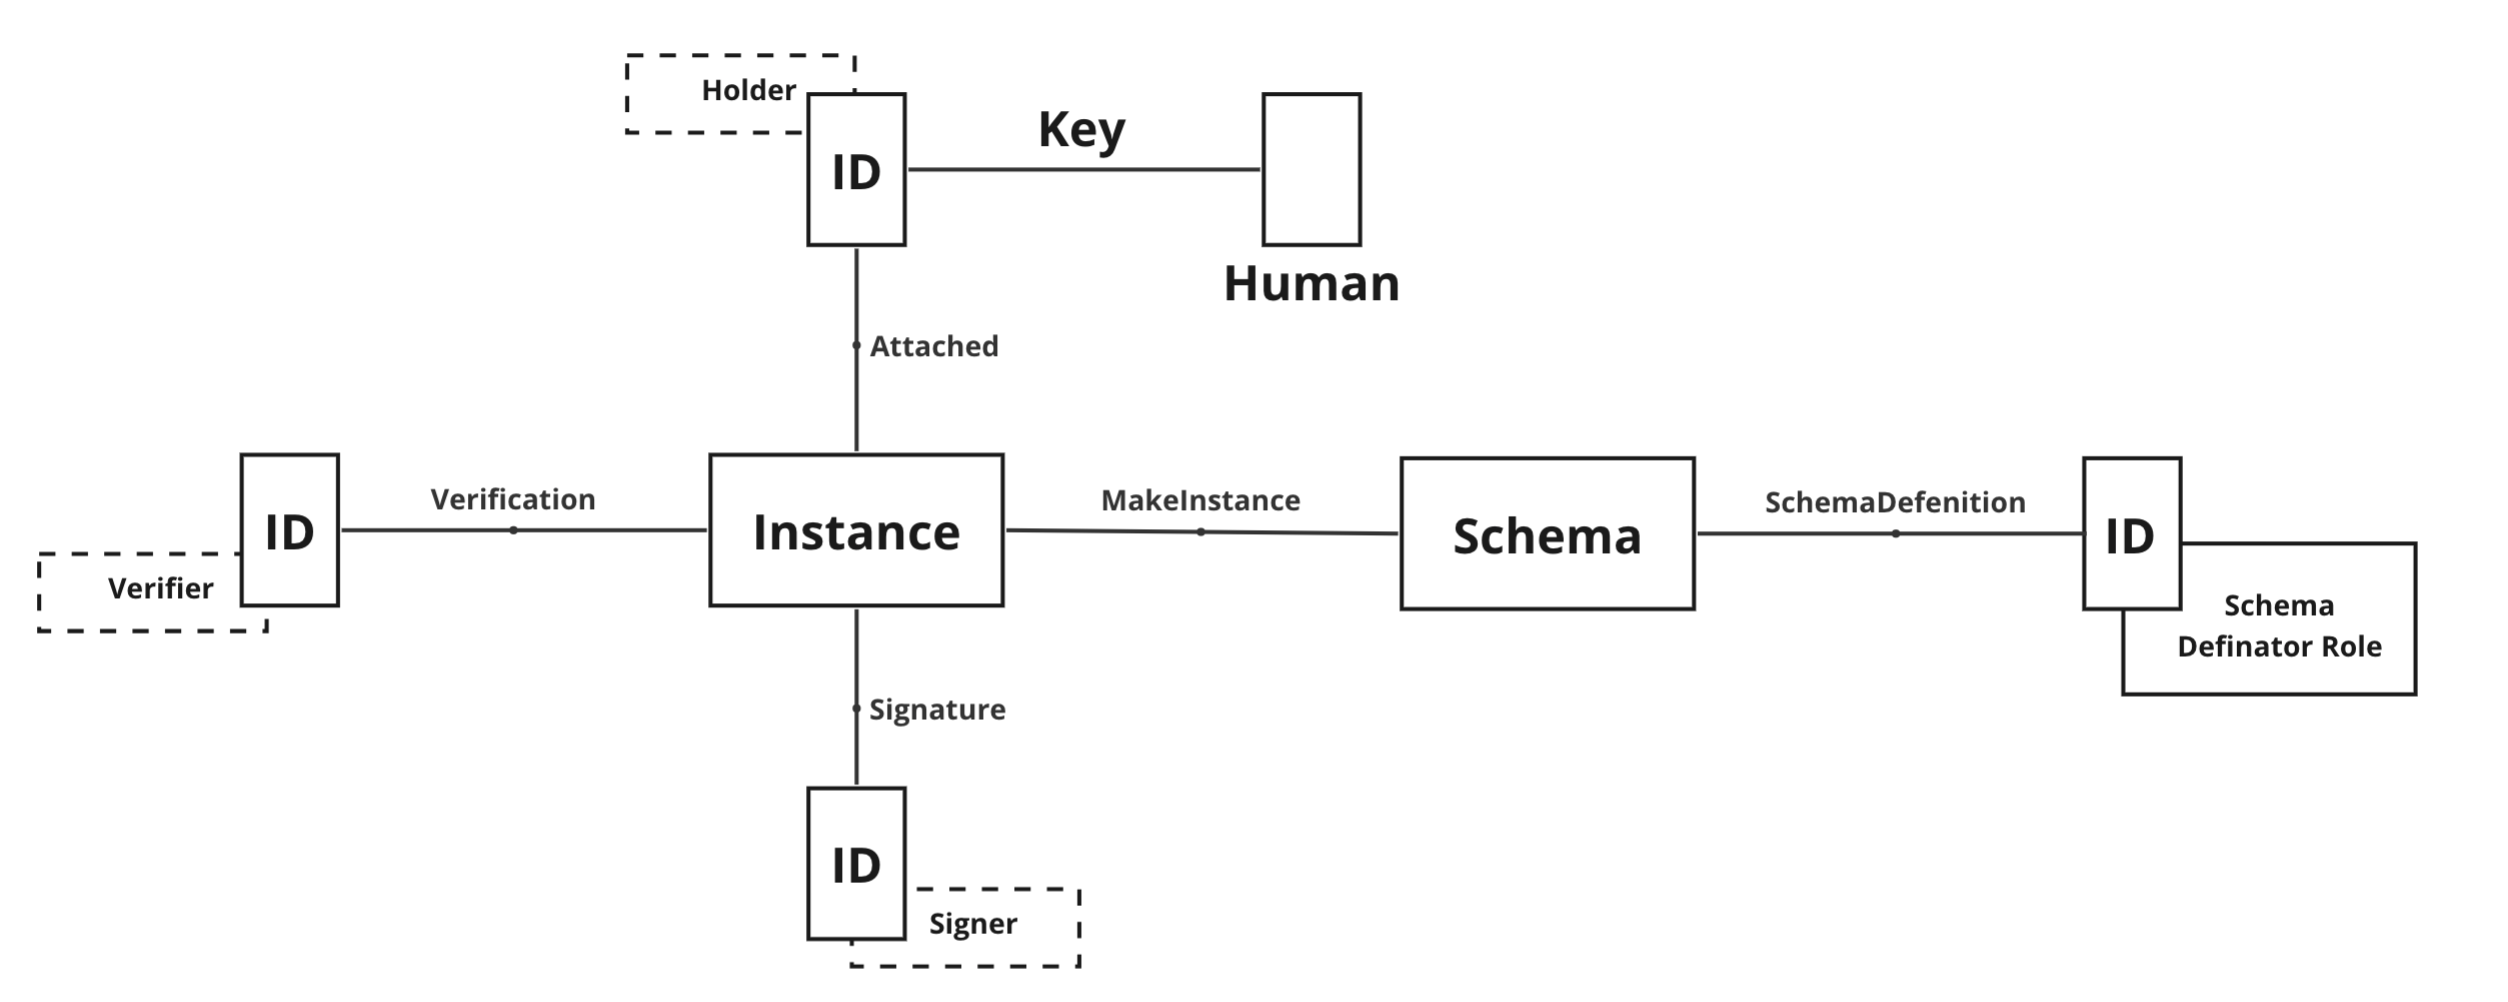 Holder
ID
Key
Human
Attached
ID
Verification
Verifier
Instance
MakeInstance
Schema
SchemaDefenition
ID
Schema
Definator Role
Signature
ID
Signer